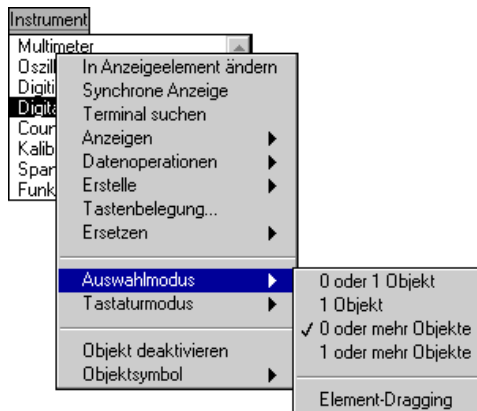 Instrument
Multimeter
Oszill
Digiti
Digita
Coun
Kalib
Span
Funk
In Anzeigeelement ändern
Synchrone Anzeige
Terminal suchen
Anzeigen
Datenoperationen
Erstelle
Tastenbelegung...
Ersetzen
Auswahlmodus
Tastaturmodus
Objekt deaktivieren
Objektsymbol
0 oder 1 Objekt
1 Objekt
✓ 0 oder mehr Objekte
1 oder mehr Objekte
Element-Dragging